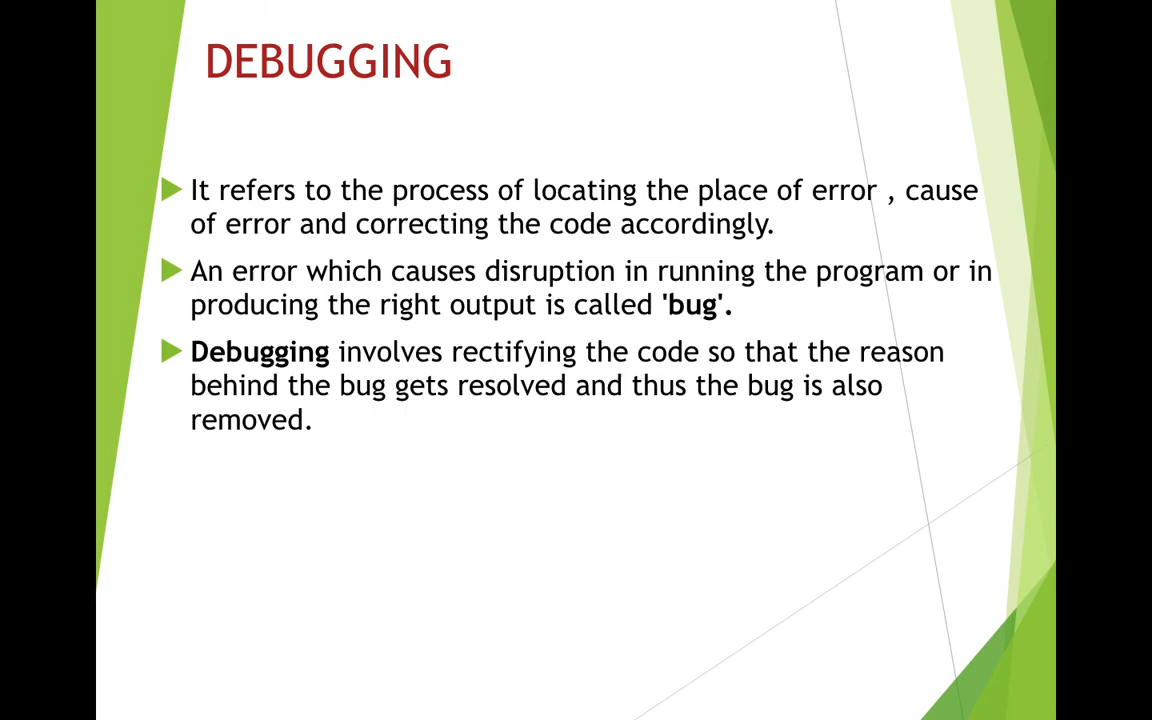 DEBUGGING
It refers to the process of locating the place of error , cause
of error and correcting the code accordingly.
An error which causes disruption in running the program or in
producing the right output is called 'bug'.
Debugging involves rectifying the code so that the reason
behind the bug gets resolved and thus the bug is also
removed.